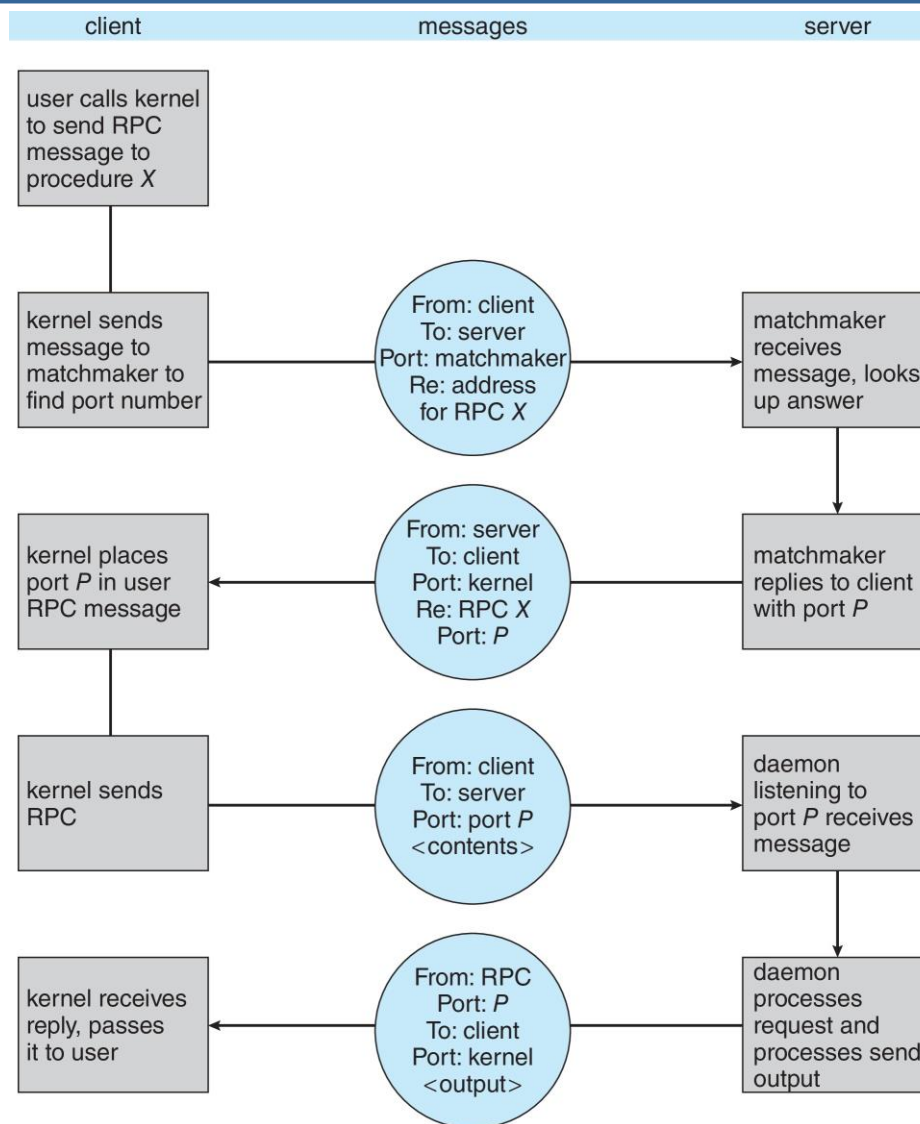 client
messages
server
user calls kernel
to send RPC
message to
procedure X
kernel sends
message to
matchmaker to
find port number
From: client
To: server
Port: matchmaker
Re: address
for RPC X
matchmaker
receives
message, looks
up answer
kernel places
port P in user
RPC message
From: server
To: client
Port: kernel
Re: RPC X
Port: P
matchmaker
replies to client
with port P
kernel sends
RPC
From: client
To: server
Port: port P
<contents>
daemon
listening to
port P receives
message
kernel receives
reply, passes
it to user
From: RPC
Port: P
To: client
Port: kernel
<output>
daemon
processes
request and
processes send
output